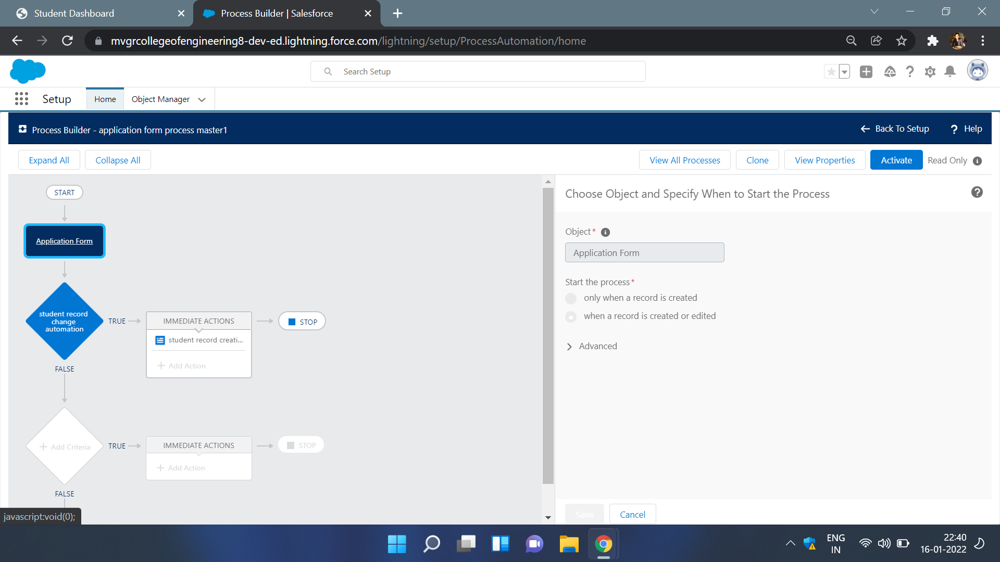 Student Dashboard
Process Builder | Salesforce
mvgrcollegeofengineering8-dev-ed.lightning.force.com/lightning/setup/ProcessAutomation/home
Search Setup
Setup
Home
Object Manager
Process Builder - application form process master1
Back To Setup
? Help
Expand All
Collapse All
View All Processes
Clone
View Properties
Activate
Read Only
START
Application Form
student record
change
automation
TRUE
IMMEDIATE ACTIONS
STOP
student record creati...
+ Add Action
FALSE
+ Add Criteria
TRUE
IMMEDIATE ACTIONS
STOP
+ Add Action
FALSE
Choose Object and Specify When to Start the Process
Object*
Application Form
Start the process*
only when a record is created
when a record is created or edited
Advanced
Save
Cancel
javascript:void(0);
ENG
IN
22:40
16-01-2022